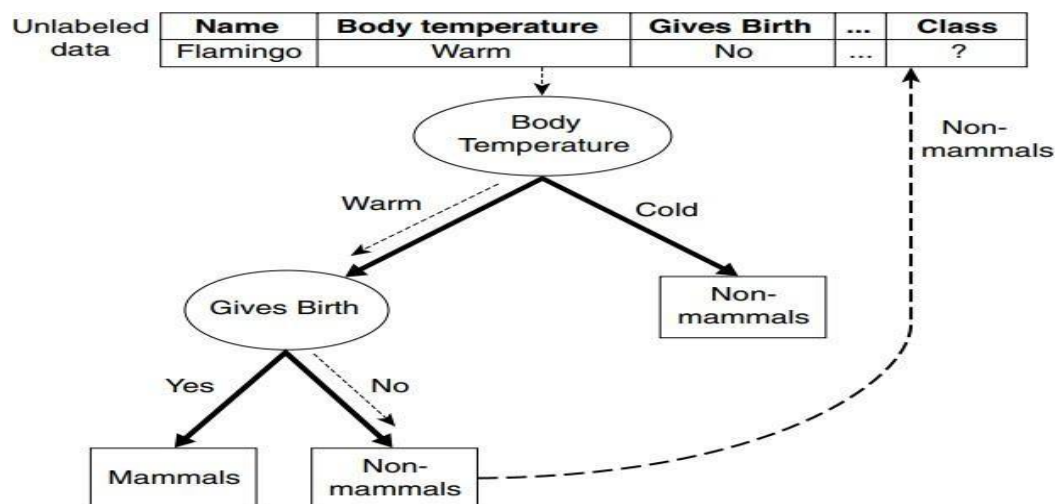 Unlabeled
data
Name Body temperature Gives Birth ... Class
Flamingo Warm No ... ?
Body
Temperature
Non-
mammals
Warm
Cold
Gives Birth
Non-
mammals
Yes
No
Mammals
Non-
mammals